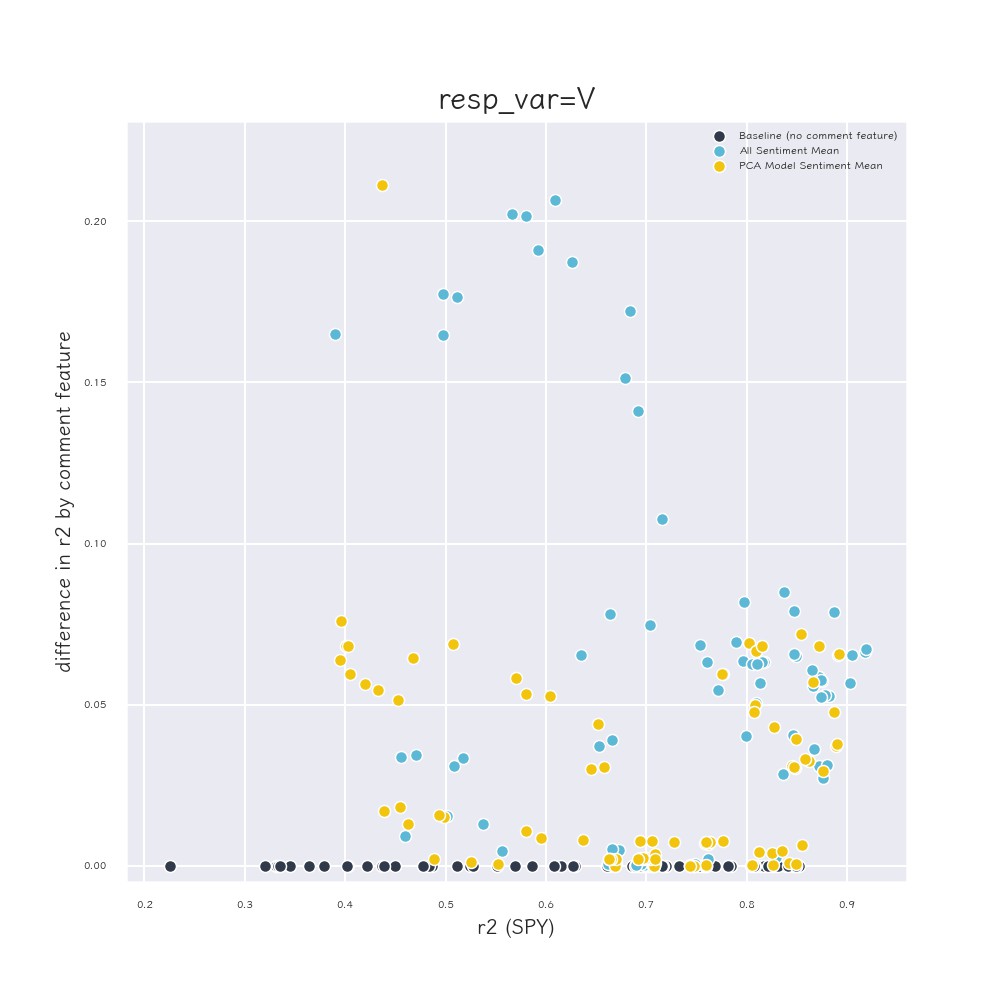 resp_var=V
Baseline (no comment feature)
All Sentiment Mean
PCA Model Sentiment Mean
difference in r2 by comment feature
0.20
0.15
0.10
0.05
0.00
0.2 0.3 0.4 0.5 0.6 0.7 0.8 0.9
r2 (SPY)